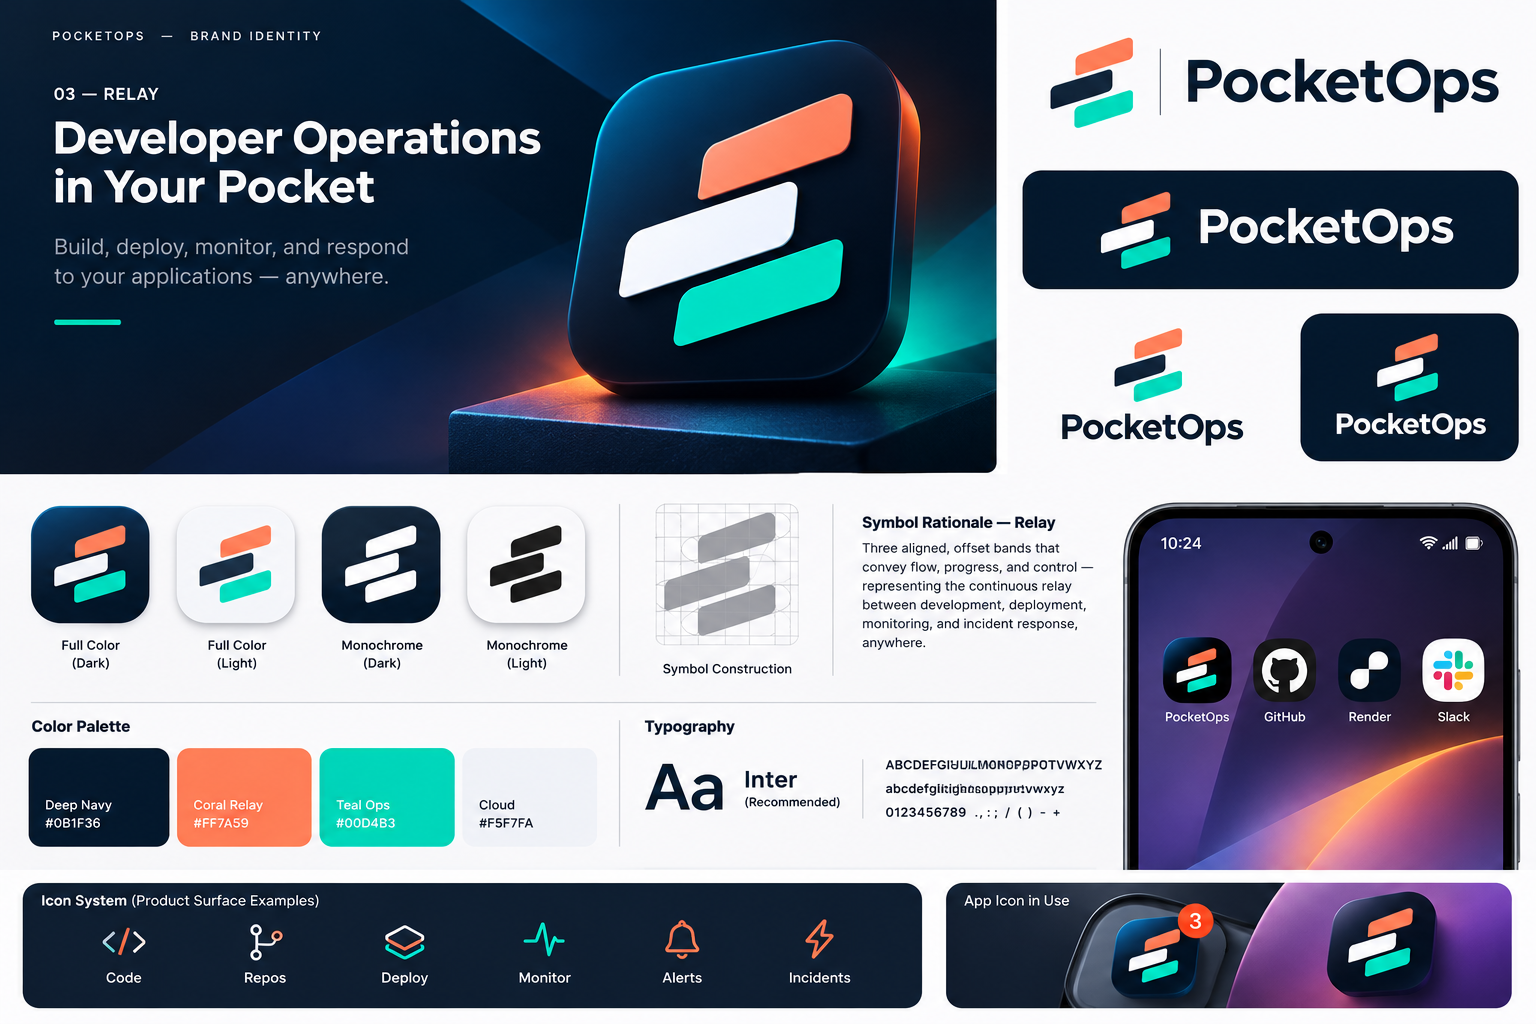 POCKETOPS — BRAND IDENTITY
03 — RELAY
Developer Operations
in Your Pocket
Build, deploy, monitor, and respond
to your applications — anywhere.
PocketOps
PocketOps
PocketOps
PocketOps
Full Color
(Dark)
Full Color
(Light)
Monochrome
(Dark)
Monochrome
(Light)
Symbol Construction
Symbol Rationale — Relay
Three aligned, offset bands that
convey flow, progress, and control —
representing the continuous relay
between development, deployment,
monitoring, and incident response,
anywhere.
10:24
PocketOps
GitHub
Render
Slack
Color Palette
Deep Navy
#0B1F36
Coral Relay
#FF7A59
Teal Ops
#00D4B3
Cloud
#F5F7FA
Typography
Aa
Inter
(Recommended)
0123456789 . , : ; / ( ) - +
Icon System (Product Surface Examples)
Code
Repos
Deploy
Monitor
Alerts
Incidents
App Icon in Use
3